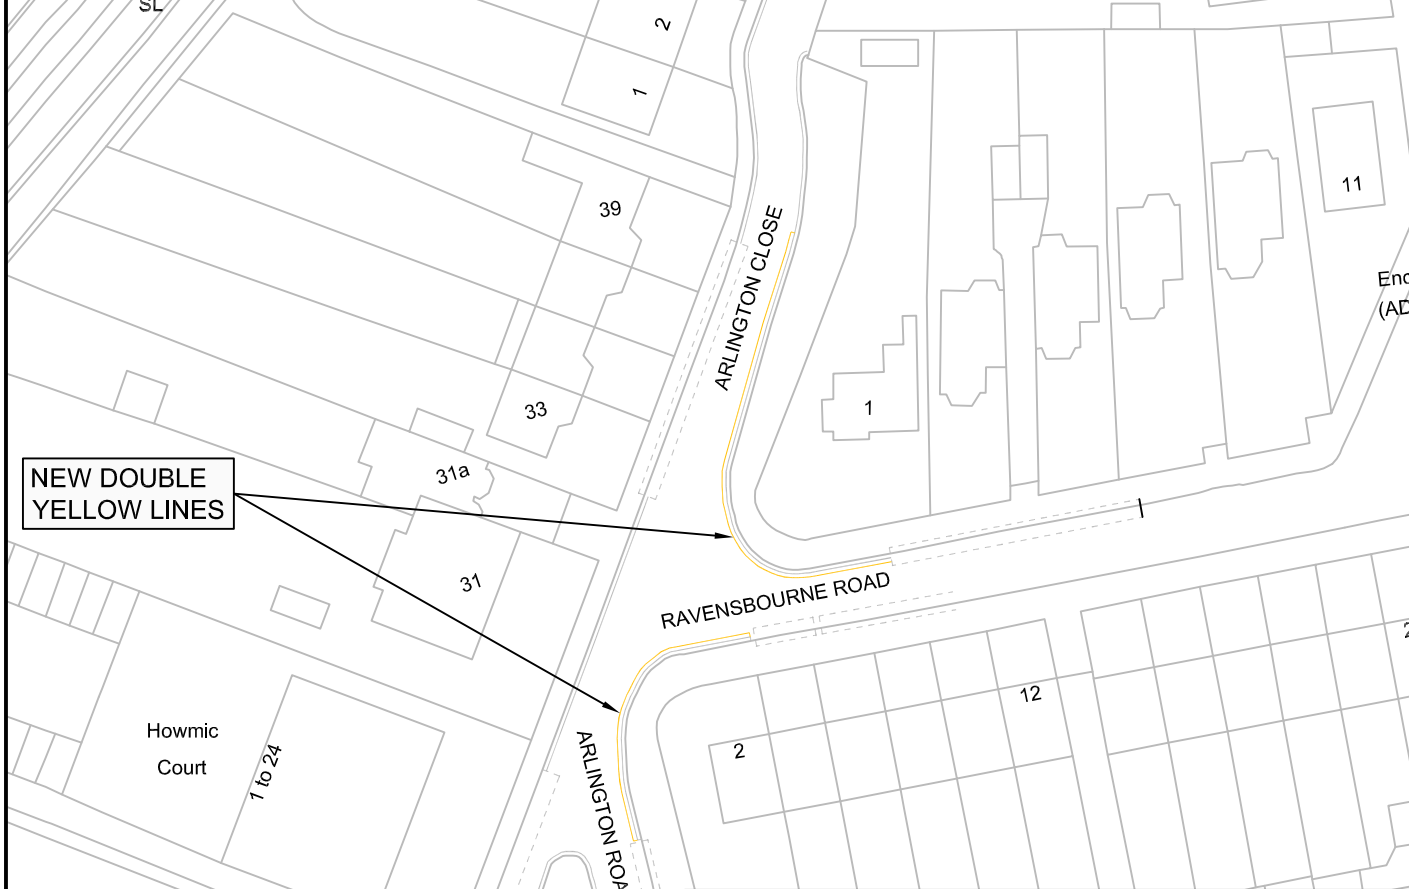 SL
2
1
39
ARLINGTON CLOSE
11
33
1
31a
NEW DOUBLE
YELLOW LINES
31
RAVENSBOURNE ROAD
12
2
Howmic
Court
1 to 24
ARLINGTON